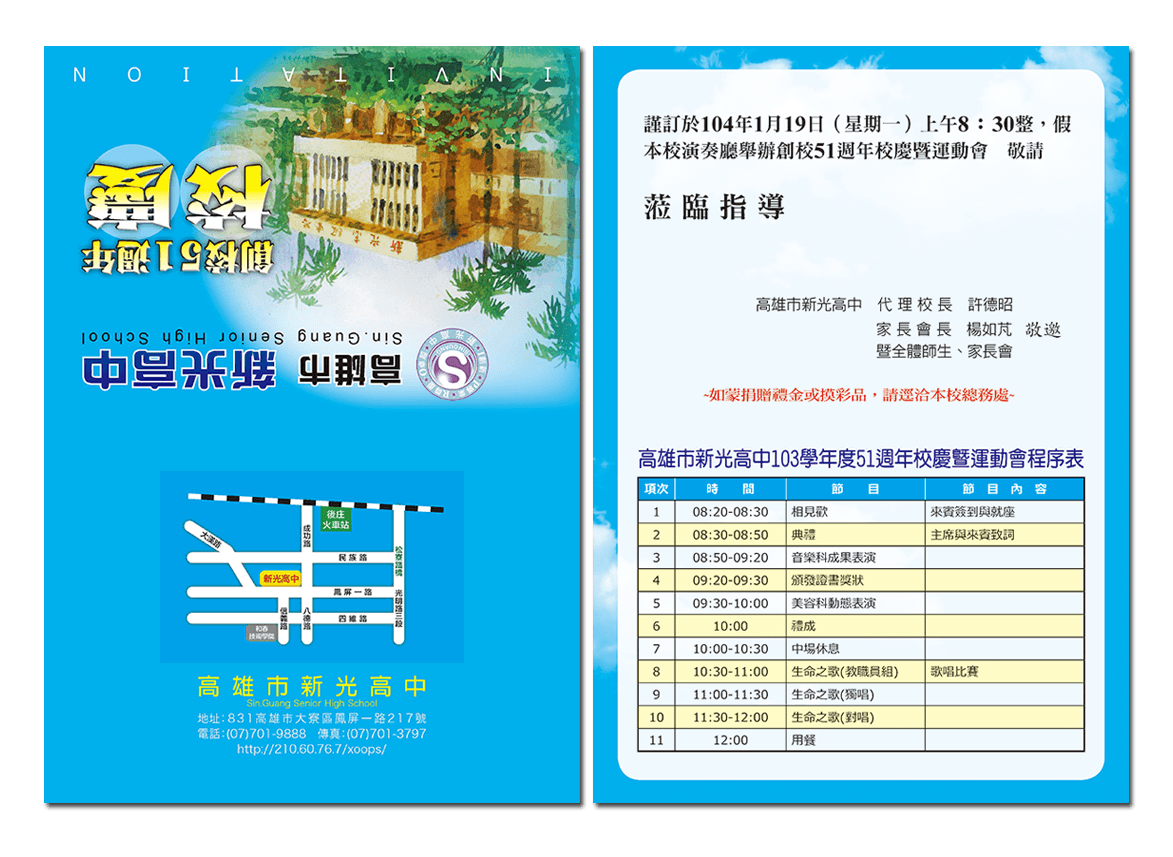 INVITATION
校慶
創校51週年
Sin.Guang Senior High School
高雄市 新光高中
後庄
火車站
成功路
大漢路
民族路
松寮路橋
新光高中
鳳屏一路
光明路三段
信義路
八德路
四維路
和春
技術學院
高雄市新光高中
Sin.Guang Senior High School
地址:831高雄市大寮區鳳屏一路217號
電話:(07)701-9888 傳真:(07)701-3797
http://210.60.76.7/xoops/
謹訂於104年1月19日（星期一）上午8：30整，假
本校演奏廳舉辦創校51週年校慶暨運動會 敬請
蒞臨指導
高雄市新光高中 代理校長 許德昭
家長會長 楊如芃 敬邀
暨全體師生、家長會
~如蒙捐贈禮金或摸彩品，請逕洽本校總務處~
高雄市新光高中103學年度51週年校慶暨運動會程序表
項次 時間 節目 節目內容
1 08:20-08:30 相見歡 來賓簽到與就座
2 08:30-08:50 典禮 主席與來賓致詞
3 08:50-09:20 音樂科成果表演
4 09:20-09:30 頒發證書獎狀
5 09:30-10:00 美容科動態表演
6 10:00 禮成
7 10:00-10:30 中場休息
8 10:30-11:00 生命之歌(教職員組) 歌唱比賽
9 11:00-11:30 生命之歌(獨唱)
10 11:30-12:00 生命之歌(對唱)
11 12:00 用餐